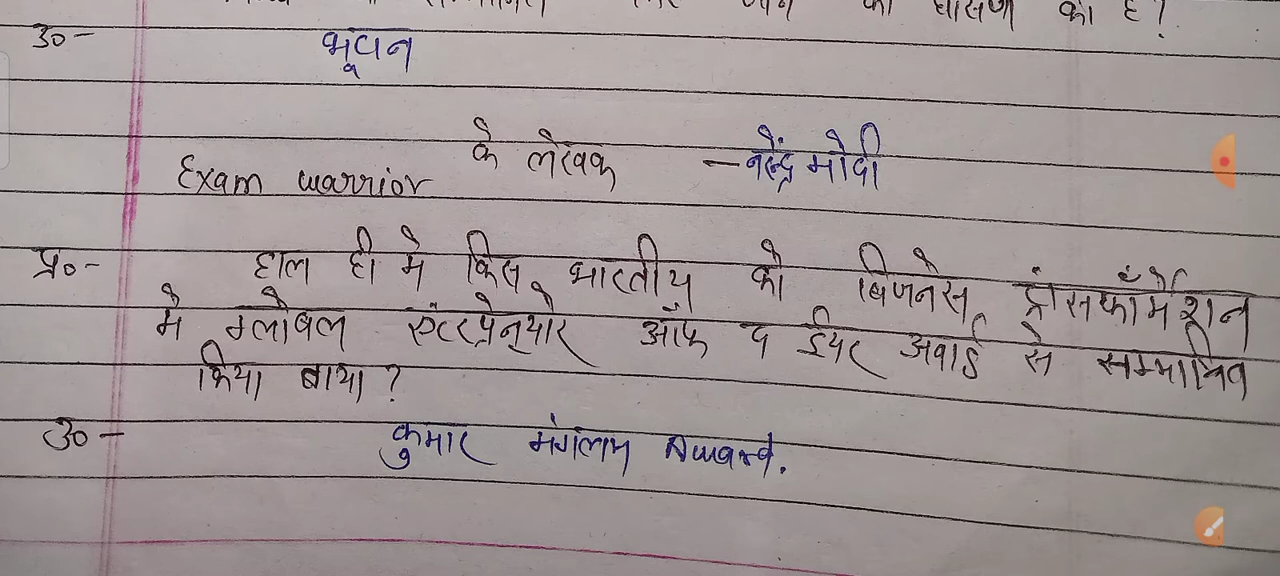 की है?
उ०- भूवन
Exam warrior के लेखक - नरेंन्द्र मोदी
प्र०- हाल ही मे किस भारतीय को बिजनेस ट्रांसफॉर्मेशन
मे ग्लोबल एंटरप्रेन्योर ऑफ द ईयर अवार्ड से सम्मानित
किया गया?
उ०- कुमार मंगलम